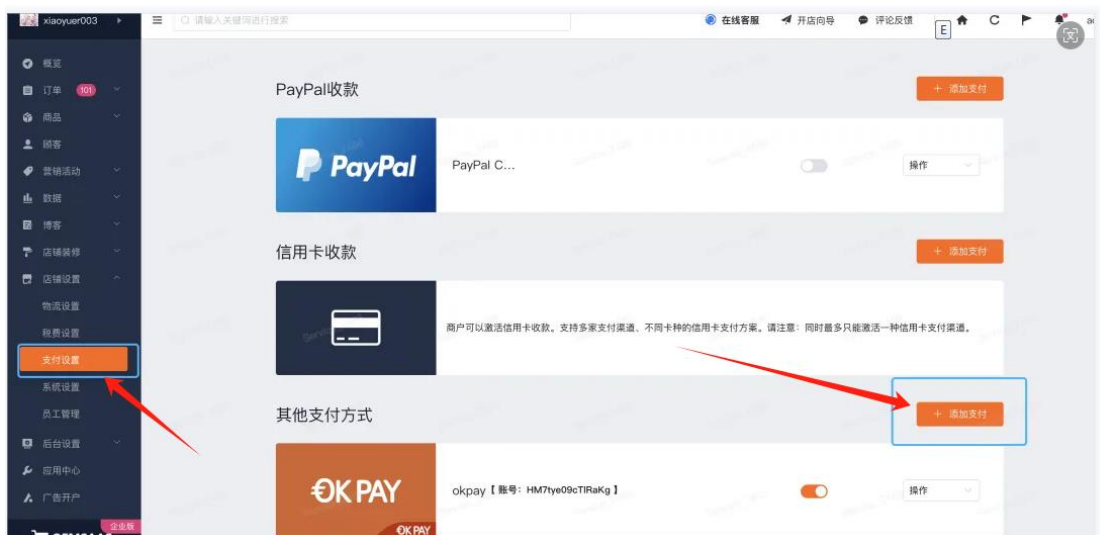 xiaoyuer003
请输入关键词进行搜索
在线客服 开店向导 评论反馈
E
概览
订单 101
商品
顾客
营销活动
数据
博客
店铺装修
店铺设置
物流设置
税费设置
支付设置
系统设置
员工管理
后台设置
应用中心
广告开户
企业版
PayPal收款
+ 添加支付
PayPal
PayPal C...
操作
信用卡收款
+ 添加支付
商户可以激活信用卡收款。支持多家支付渠道、不同卡种的信用卡支付方案。请注意：同时最多只能激活一种信用卡支付渠道。
其他支付方式
+ 添加支付
OKPAY
okpay【 账号：HM7tye09cTlRaKg 】
操作
OKPAY